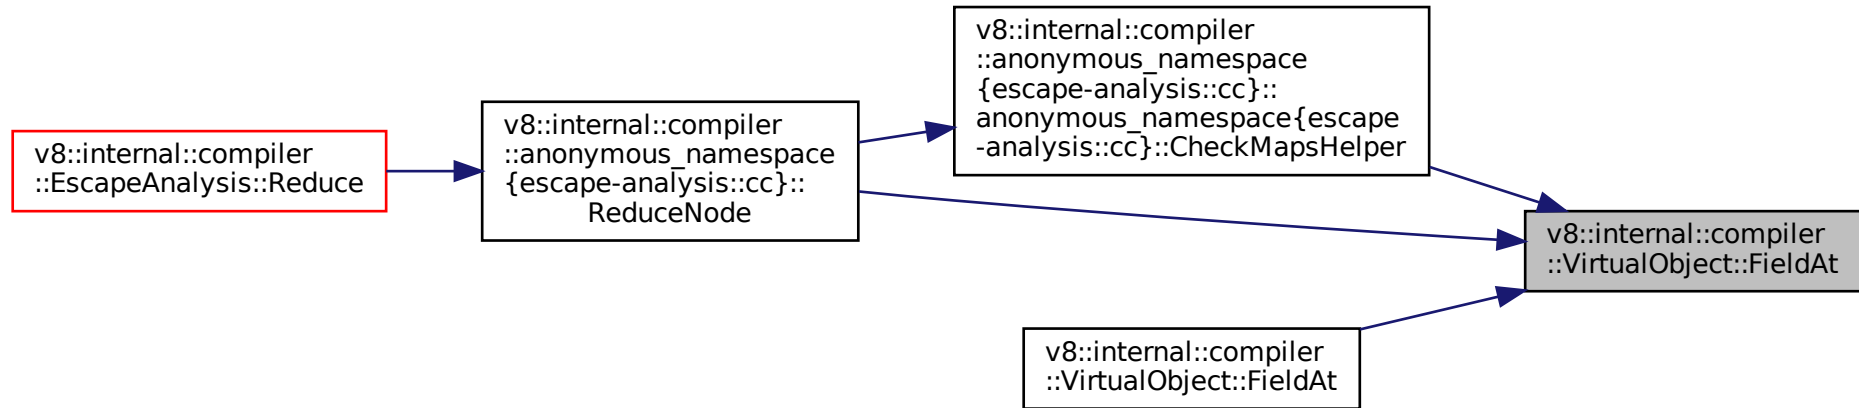 v8::internal::compiler
::EscapeAnalysis::Reduce
v8::internal::compiler
::anonymous_namespace
{escape-analysis::cc}::
ReduceNode
v8::internal::compiler
::anonymous_namespace
{escape-analysis::cc}::
anonymous_namespace{escape
-analysis::cc}::CheckMapsHelper
v8::internal::compiler
::VirtualObject::FieldAt
v8::internal::compiler
::VirtualObject::FieldAt